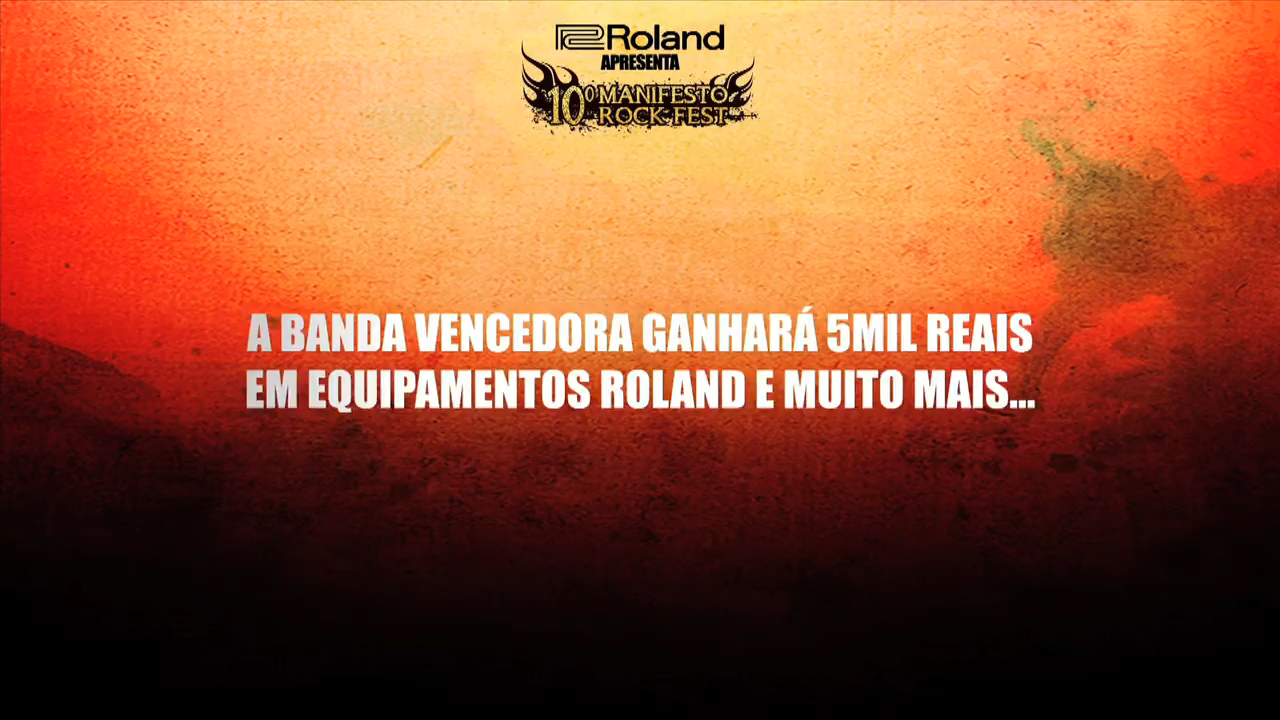 Roland
APRESENTA
10º MANIFESTO
ROCK FEST
A BANDA VENCEDORA GANHARÁ 5MIL REAIS
EM EQUIPAMENTOS ROLAND E MUITO MAIS...